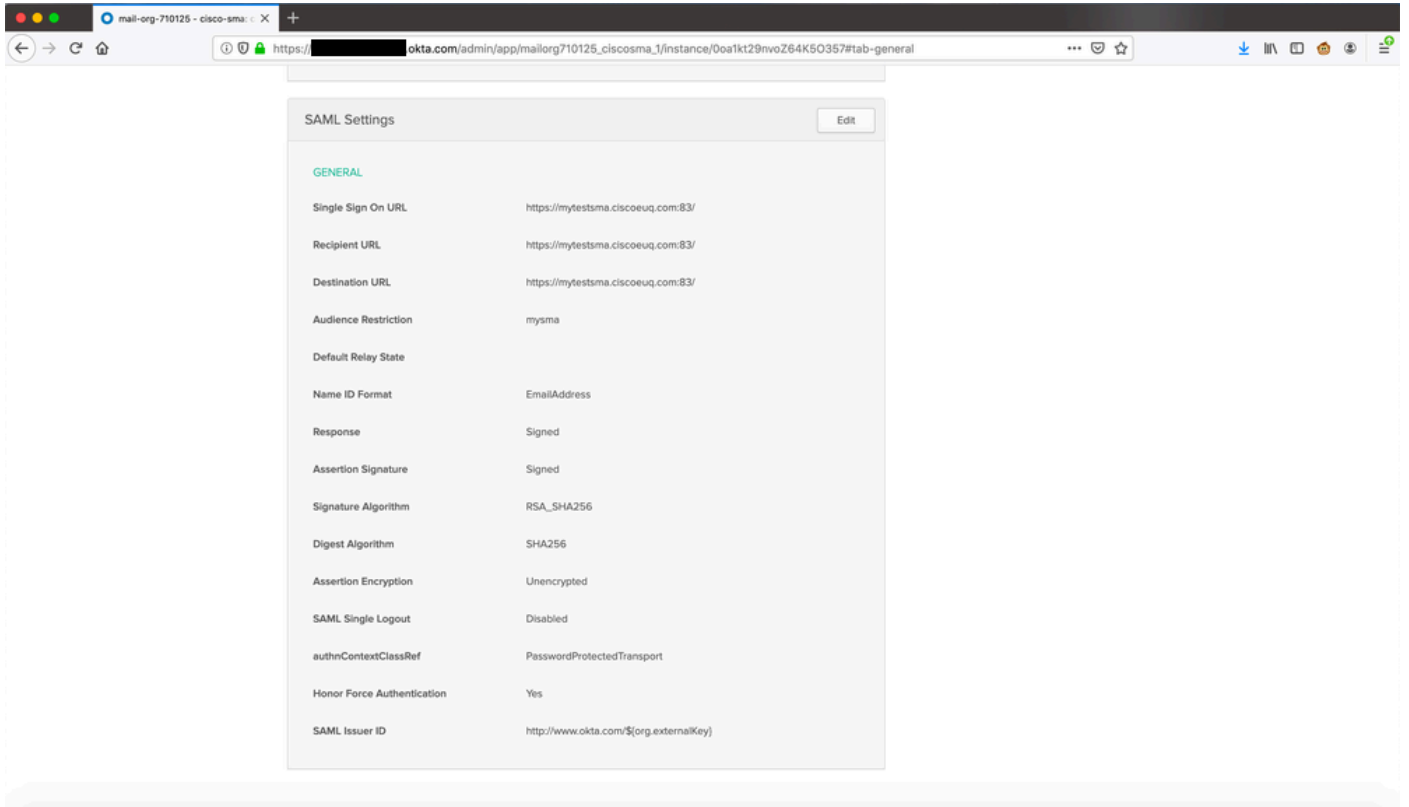 mail-org-710125 - cisco-sma: c
https:// .okta.com/admin/app/mailorg710125_ciscosma_1/instance/0oa1kt29nvoZ64K5O357#tab-general
SAML Settings
Edit
GENERAL
Single Sign On URL https://mytestsma.ciscoeuq.com:83/
Recipient URL https://mytestsma.ciscoeuq.com:83/
Destination URL https://mytestsma.ciscoeuq.com:83/
Audience Restriction mysma
Default Relay State
Name ID Format EmailAddress
Response Signed
Assertion Signature Signed
Signature Algorithm RSA_SHA256
Digest Algorithm SHA256
Assertion Encryption Unencrypted
SAML Single Logout Disabled
authnContextClassRef PasswordProtectedTransport
Honor Force Authentication Yes
SAML Issuer ID http://www.okta.com/${org.externalKey}